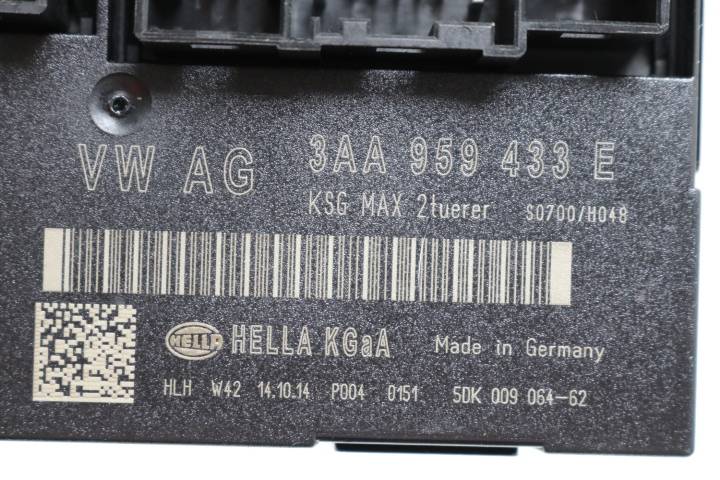 VW AG 3AA 959 433 E
KSG MAX 2tuerer S0700/H048
HELLA HELLA KGaA Made in Germany
HLH W42 14.10.14 P004 0151 5DK 009 064-62